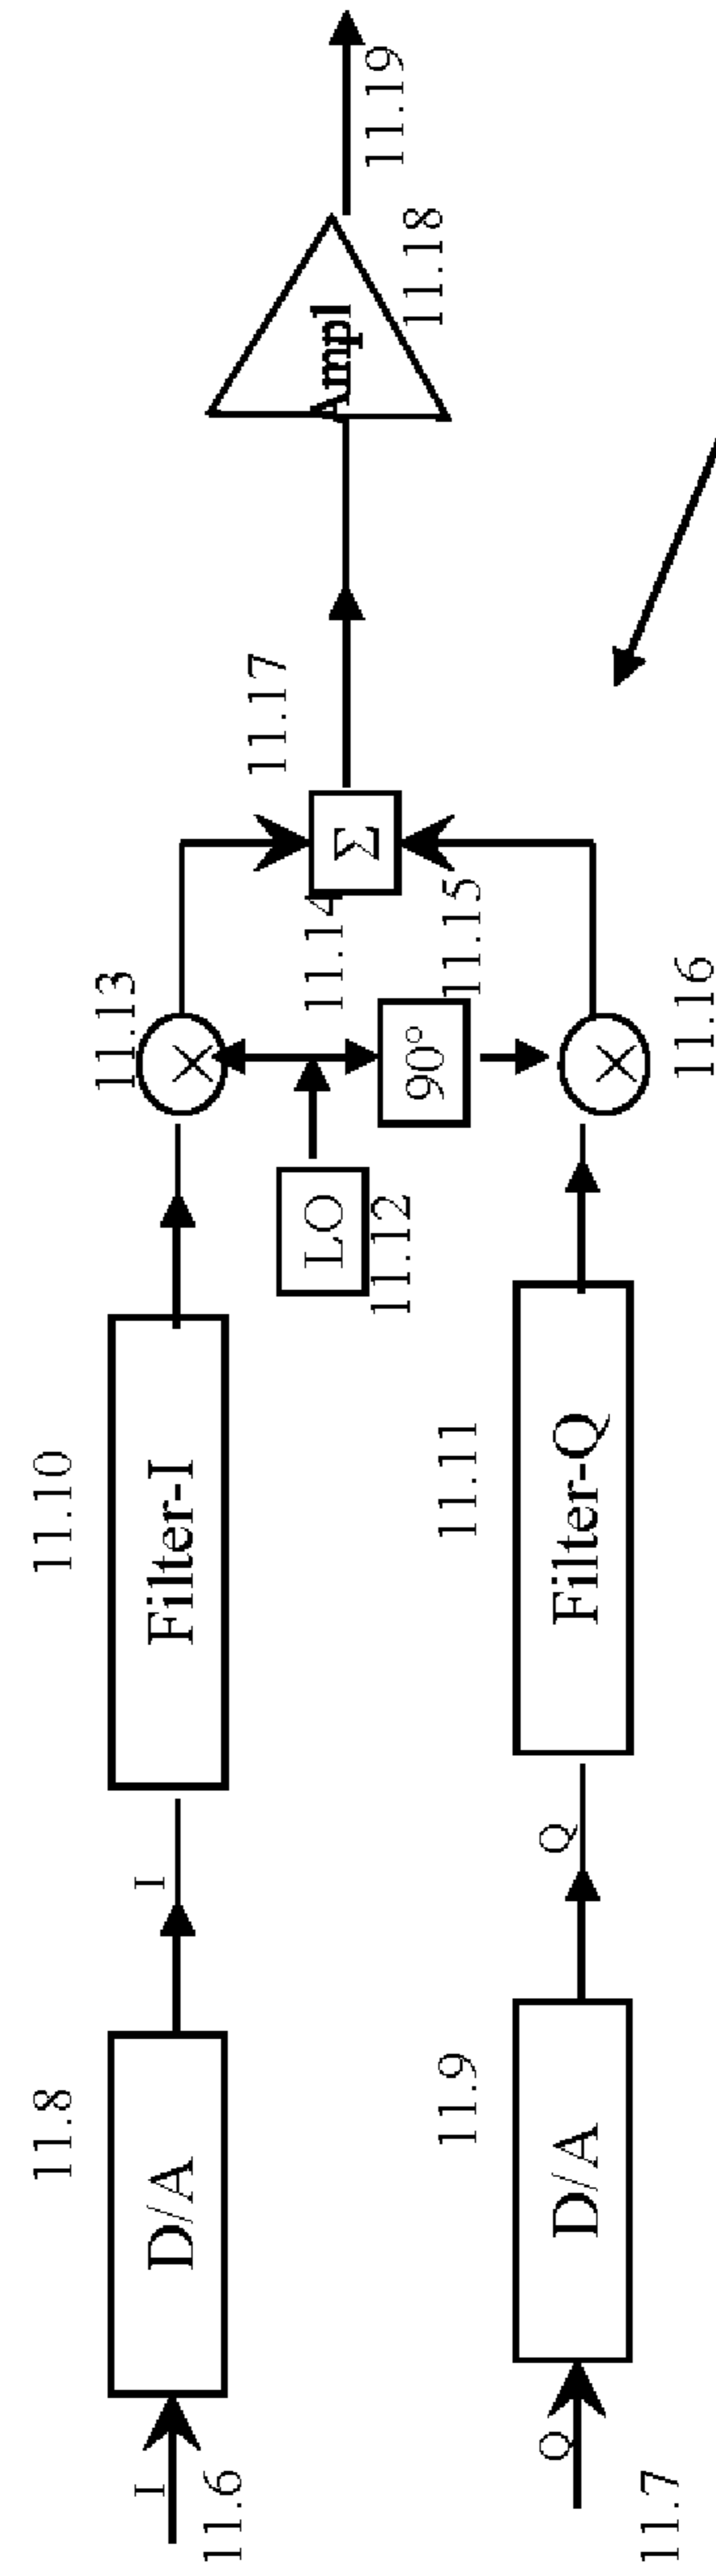 I
11.6
D/A
11.8
I
Filter-I
11.10
X
11.13
LO
11.12
11.14
90°
11.15
Σ
11.17
Ampl
11.18
11.19
Q
11.7
D/A
11.9
Q
Filter-Q
11.11
X
11.16